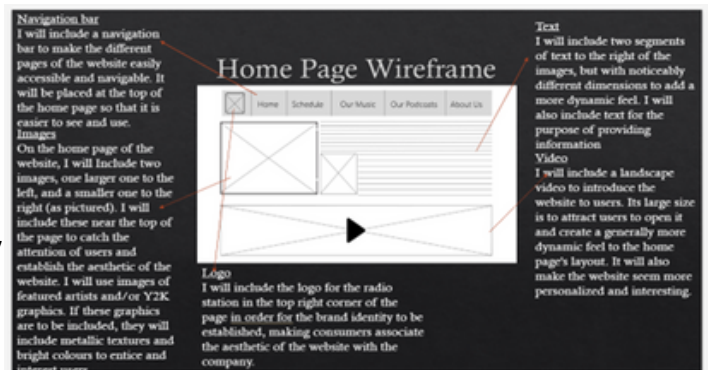 Navigation bar
I will include a navigation
bar to make the different
pages of the website easily
accessible and navigable. It
will be placed at the top of
the home page so that it is
easier to see and use.
Images
On the home page of the
website, I will Include two
images, one larger one to the
left, and a smaller one to the
right (as pictured). I will
include these near the top of
the page to catch the
attention of users and
establish the aesthetic of the
website. I will use images of
featured artists and/or Y2K
graphics. If these graphics
are to be included, they will
include metallic textures and
bright colours to entice and
interest users
Home Page Wireframe
Home Schedule Our Music Our Podcasts About Us
Logo
I will include the logo for the radio
station in the top right corner of the
page in order for the brand identity to be
established, making consumers associate
the aesthetic of the website with the
company.
Text
I will include two segments
of text to the right of the
images, but with noticeably
different dimensions to add a
more dynamic feel. I will
also include text for the
purpose of providing
information
Video
I will include a landscape
video to introduce the
website to users. Its large size
is to attract users to open it
and create a generally more
dynamic feel to the home
page's layout. It will also
make the website seem more
personalized and interesting.